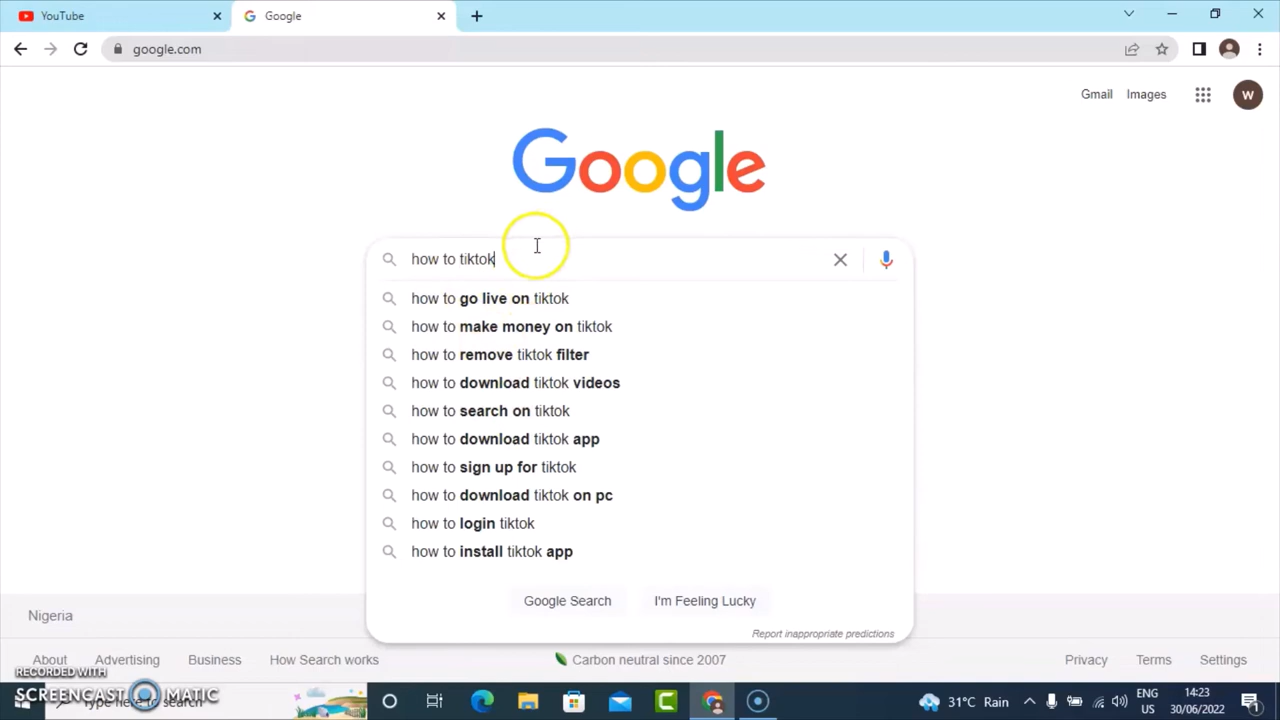 YouTube
Google
google.com
Gmail
Images
W
Google
how to tiktok
how to go live on tiktok
how to make money on tiktok
how to remove tiktok filter
how to download tiktok videos
how to search on tiktok
how to download tiktok app
how to sign up for tiktok
how to download tiktok on pc
how to login tiktok
how to install tiktok app
Google Search
I'm Feeling Lucky
Report inappropriate predictions
Nigeria
About
Advertising
Business
How Search works
Carbon neutral since 2007
Privacy
Terms
Settings
RECORDED WITH
SCREENCAST MATIC
Type here to search
31°C Rain
ENG
US
14:23
30/06/2022
1